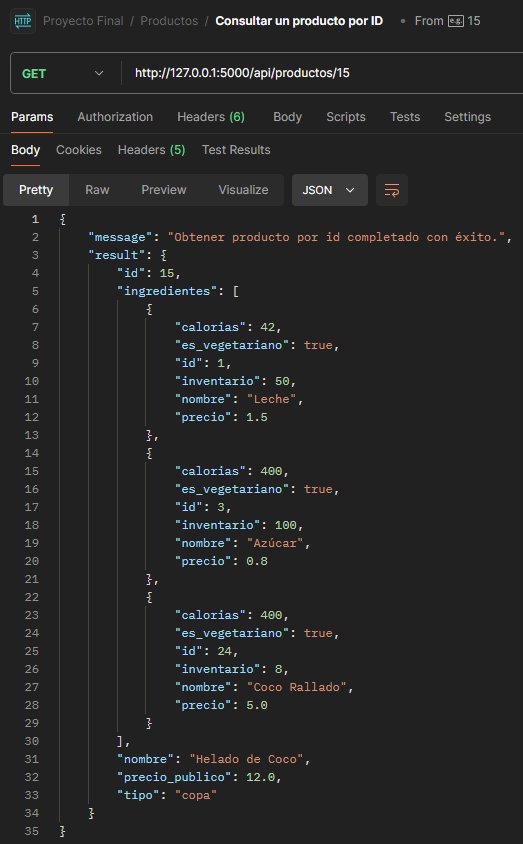 HTTP Proyecto Final / Productos / Consultar un producto por ID • From e.g. 15
GET http://127.0.0.1:5000/api/productos/15
Params Authorization Headers (6) Body Scripts Tests Settings
Body Cookies Headers (5) Test Results
Pretty Raw Preview Visualize JSON
1 {
2 "message": "Obtener producto por id completado con éxito.",
3 "result": {
4 "id": 15,
5 "ingredientes": [
6 {
7 "calorias": 42,
8 "es_vegetariano": true,
9 "id": 1,
10 "inventario": 50,
11 "nombre": "Leche",
12 "precio": 1.5
13 },
14 {
15 "calorias": 400,
16 "es_vegetariano": true,
17 "id": 3,
18 "inventario": 100,
19 "nombre": "Azúcar",
20 "precio": 0.8
21 },
22 {
23 "calorias": 400,
24 "es_vegetariano": true,
25 "id": 24,
26 "inventario": 8,
27 "nombre": "Coco Rallado",
28 "precio": 5.0
29 }
30 ],
31 "nombre": "Helado de Coco",
32 "precio_publico": 12.0,
33 "tipo": "copa"
34 }
35 }